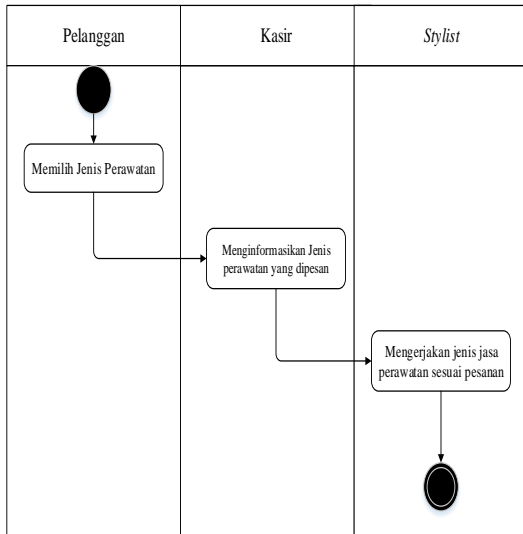 Pelanggan
Kasir
Stylist
Memilih Jenis Perawatan
Menginformasikan Jenis
perawatan yang dipesan
Mengerjakan jenis jasa
perawatan sesuai pesanan